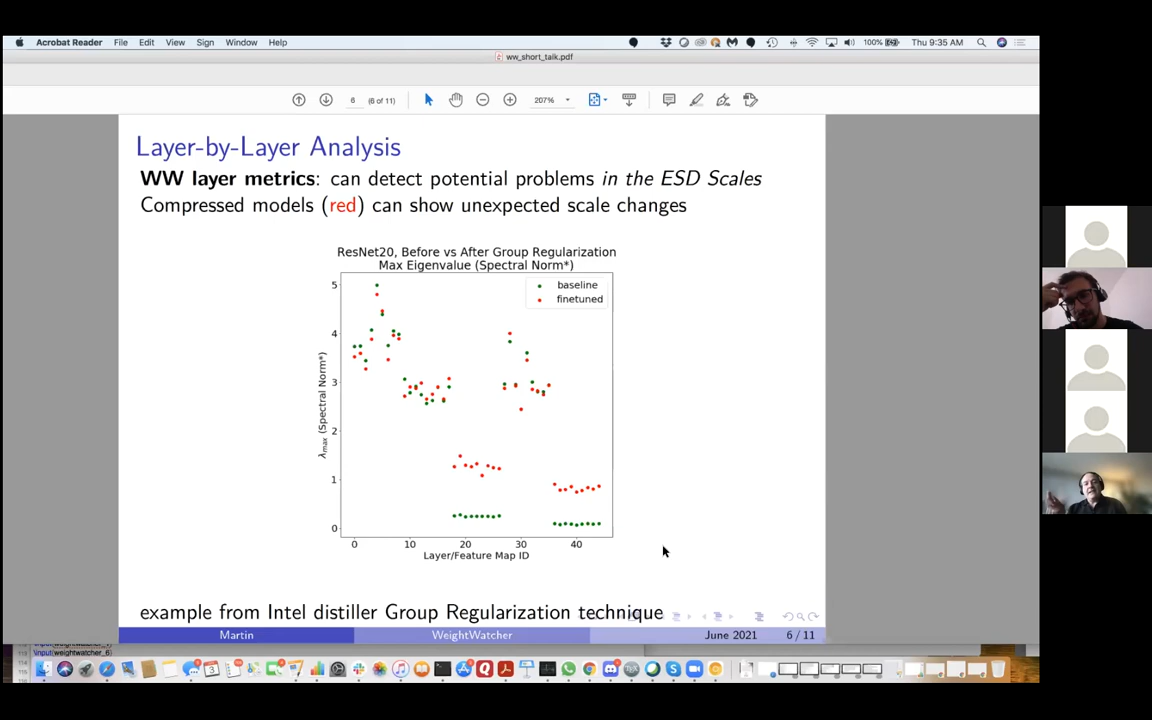 Acrobat Reader File Edit View Sign Window Help 100% Thu 9:35 AM
ww_short_talk.pdf
6 (6 of 11) 207%
Layer-by-Layer Analysis
WW layer metrics: can detect potential problems in the ESD Scales
Compressed models (red) can show unexpected scale changes
ResNet20, Before vs After Group Regularization
Max Eigenvalue (Spectral Norm*)
baseline
finetuned
5
4
3
2
1
0
λmax (Spectral Norm*)
0 10 20 30 40
Layer/Feature Map ID
example from Intel distiller Group Regularization technique
Martin WeightWatcher June 2021 6 / 11
\input{weightwatcher_6}